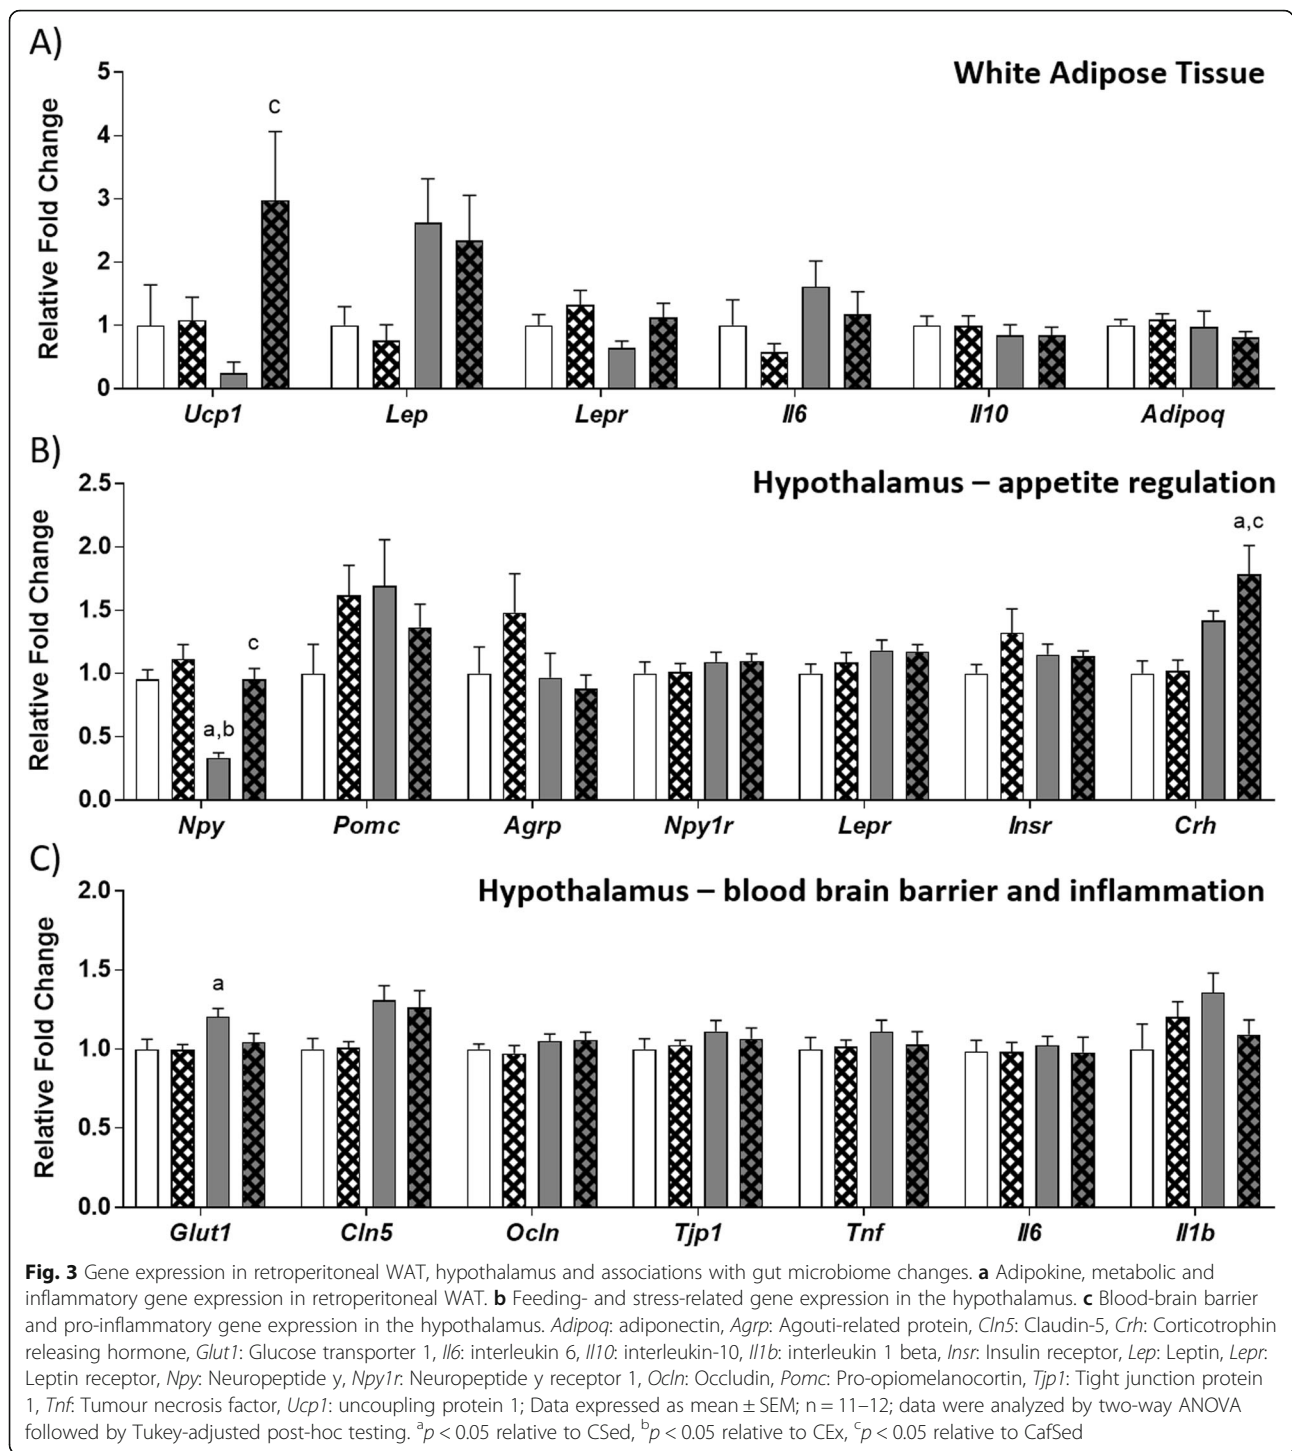 A)
White Adipose Tissue
Relative Fold Change
5
4
3
2
1
0
c
Ucp1 Lep Lepr Il6 Il10 Adipoq
B)
Hypothalamus – appetite regulation
Relative Fold Change
2.5
2.0
1.5
1.0
0.5
0.0
a,b
c
a,c
Npy Pomc Agrp Npy1r Lepr Insr Crh
C)
Hypothalamus – blood brain barrier and inflammation
Relative Fold Change
2.0
1.5
1.0
0.5
0.0
a
Glut1 Cln5 Ocln Tjp1 Tnf Il6 Il1b
Fig. 3 Gene expression in retroperitoneal WAT, hypothalamus and associations with gut microbiome changes. a Adipokine, metabolic and
inflammatory gene expression in retroperitoneal WAT. b Feeding- and stress-related gene expression in the hypothalamus. c Blood-brain barrier
and pro-inflammatory gene expression in the hypothalamus. Adipoq: adiponectin, Agrp: Agouti-related protein, Cln5: Claudin-5, Crh: Corticotrophin
releasing hormone, Glut1: Glucose transporter 1, Il6: interleukin 6, Il10: interleukin-10, Il1b: interleukin 1 beta, Insr: Insulin receptor, Lep: Leptin, Lepr:
Leptin receptor, Npy: Neuropeptide y, Npy1r: Neuropeptide y receptor 1, Ocln: Occludin, Pomc: Pro-opiomelanocortin, Tjp1: Tight junction protein
1, Tnf: Tumour necrosis factor, Ucp1: uncoupling protein 1; Data expressed as mean ± SEM; n = 11–12; data were analyzed by two-way ANOVA
followed by Tukey-adjusted post-hoc testing. ᵃp < 0.05 relative to CSed, ᵇp < 0.05 relative to CEx, ᶜp < 0.05 relative to CafSed